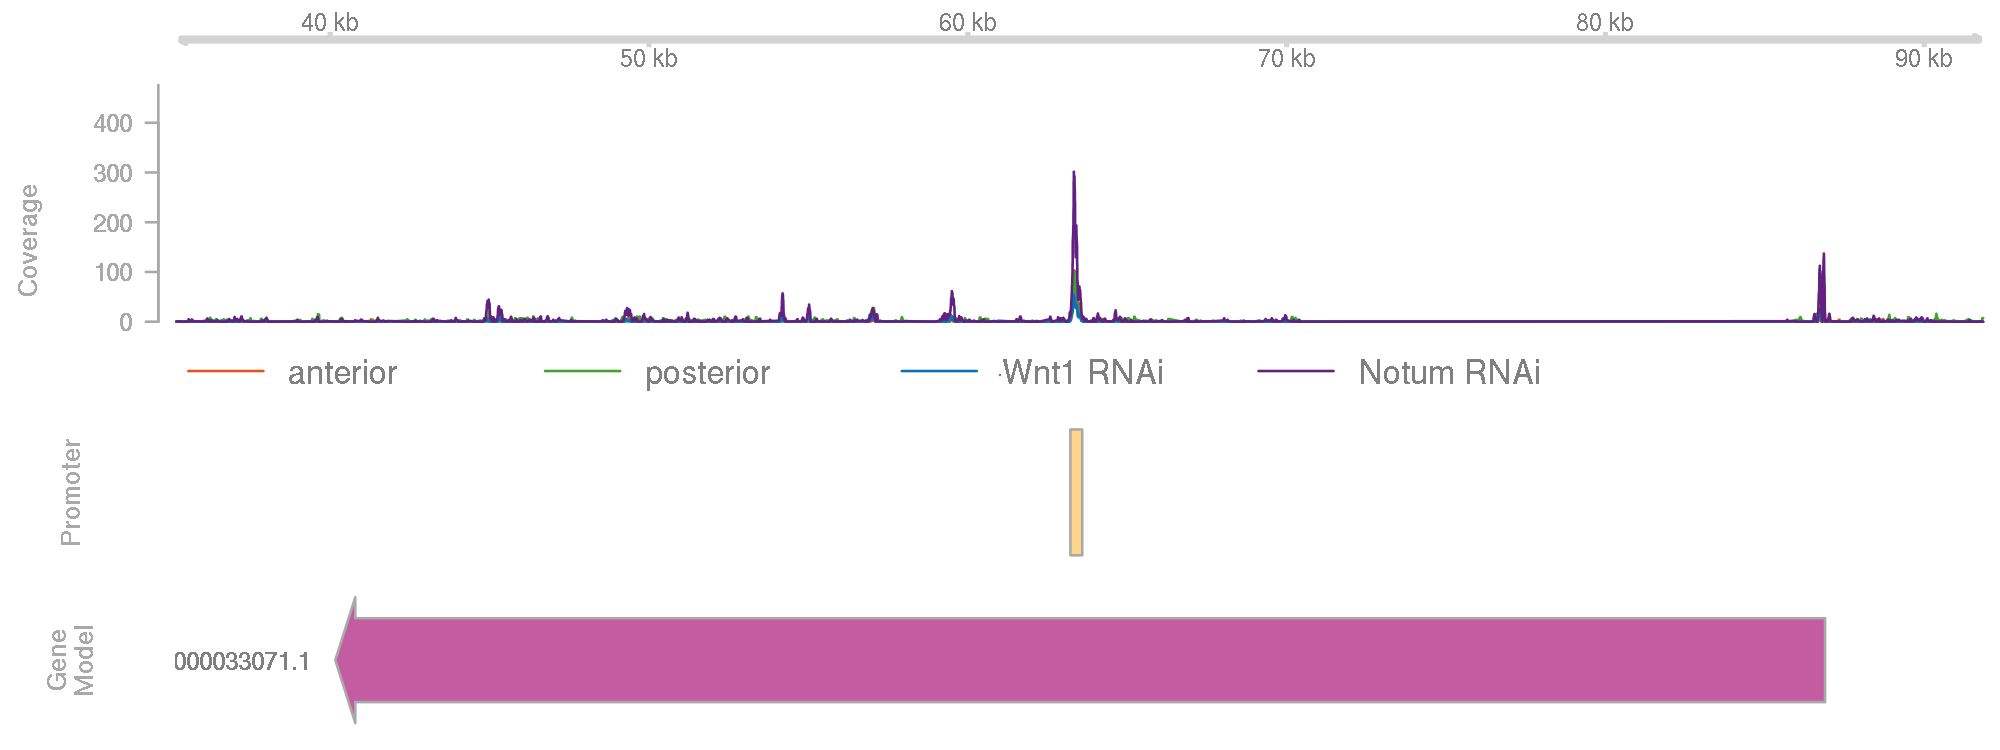 40 kb 60 kb 80 kb
50 kb 70 kb 90 kb
Coverage
400
300
200
100
0
anterior posterior Wnt1 RNAi Notum RNAi
Promoter
Gene
Model
000033071.1